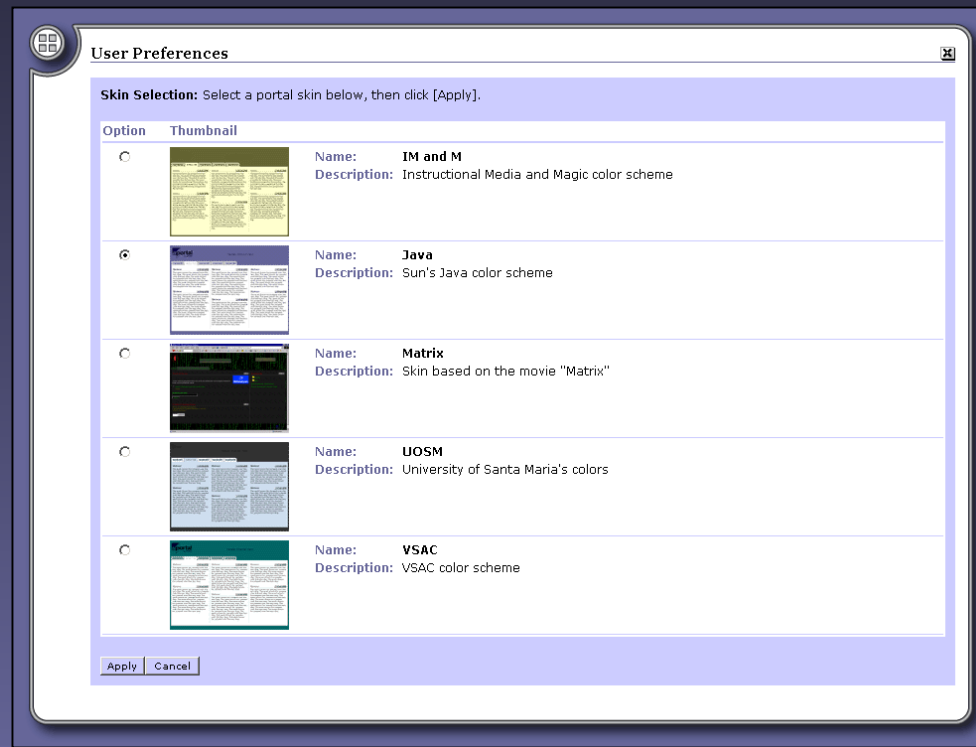 User Preferences
Skin Selection: Select a portal skin below, then click [Apply].
Option Thumbnail
Name: IM and M
Description: Instructional Media and Magic color scheme
Name: Java
Description: Sun's Java color scheme
Name: Matrix
Description: Skin based on the movie "Matrix"
Name: UOSM
Description: University of Santa Maria's colors
Name: VSAC
Description: VSAC color scheme
Apply Cancel